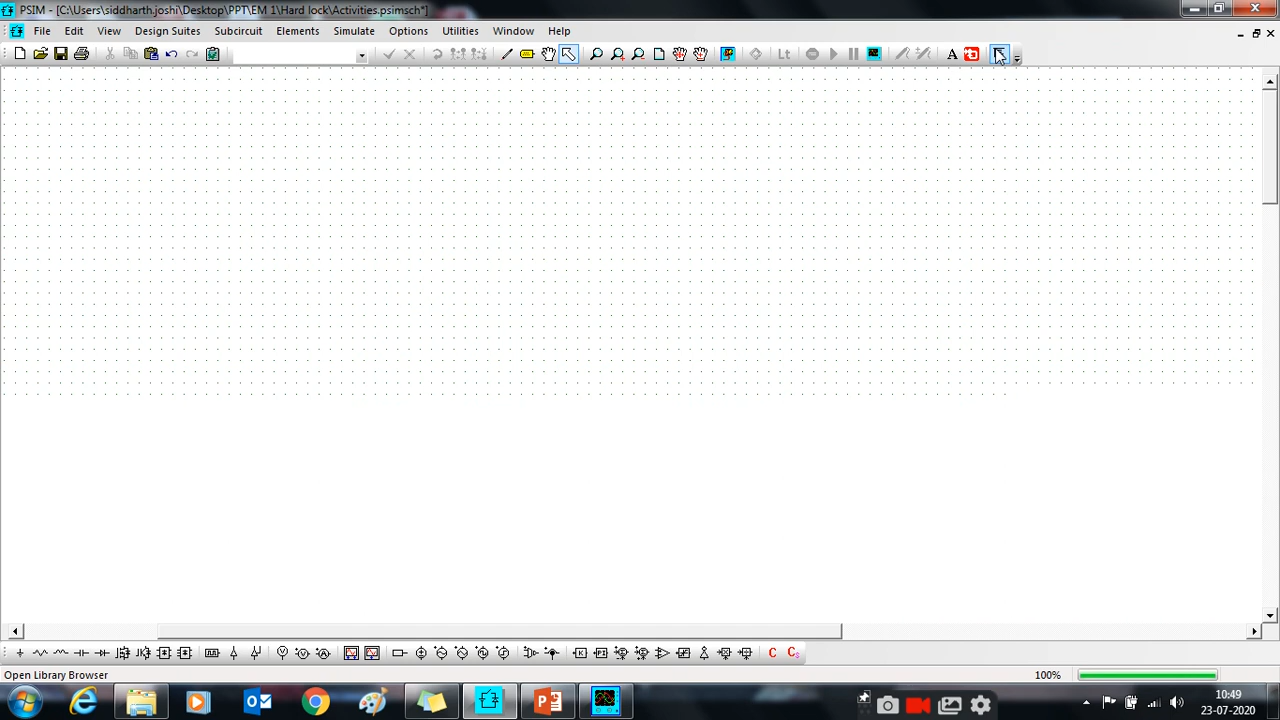 PSIM - [C:\Users\siddharth.joshi\Desktop\PPT\EM 1\Hard lock\Activities.psimsch*]
File Edit View Design Suites Subcircuit Elements Simulate Options Utilities Window Help
Lt A
C C
Open Library Browser 100%
10:49
23-07-2020